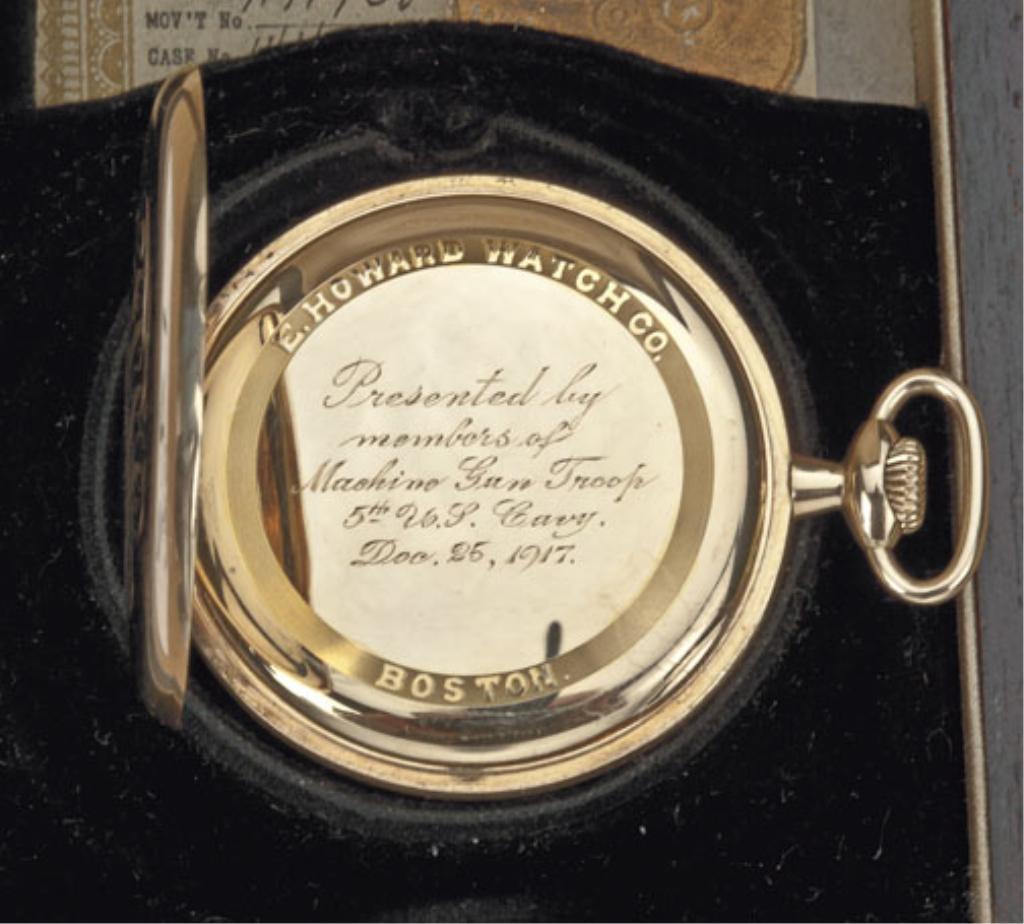 MOV'T No.
CASE No.
E. HOWARD WATCH CO.
Presented by
members of
Machine Gun Troop
5th U.S. Cavy.
Dec. 25, 1917.
BOSTON.